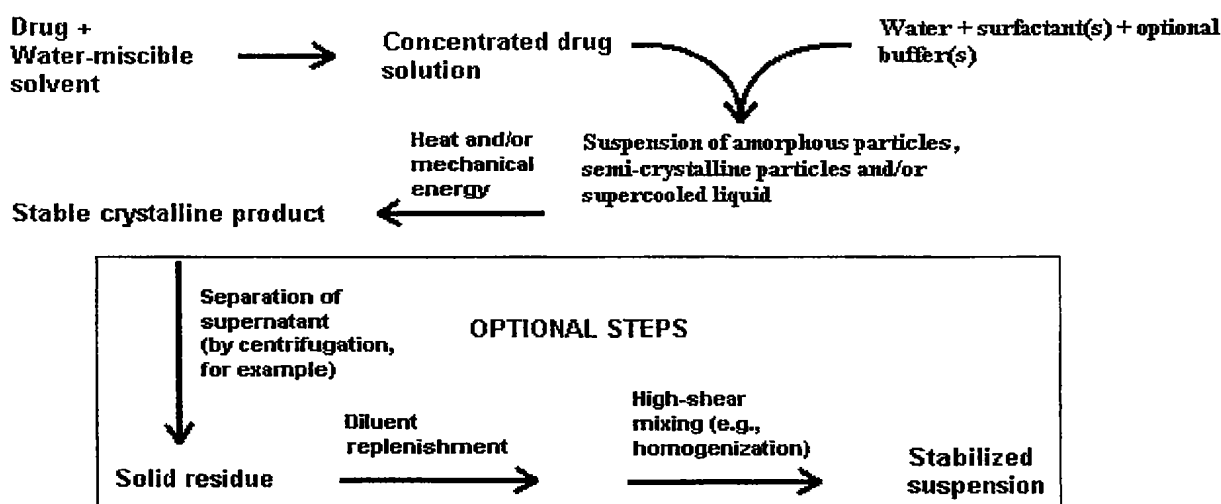 Drug +
Water-miscible
solvent
Concentrated drug
solution
Water + surfactant(s) + optional
buffer(s)
Heat and/or
mechanical
energy
Suspension of amorphous particles,
semi-crystalline particles and/or
supercooled liquid
Stable crystalline product
Separation of
supernatant
(by centrifugation,
for example)
OPTIONAL STEPS
Solid residue
Diluent
replenishment
High-shear
mixing (e.g.,
homogenization)
Stabilized
suspension